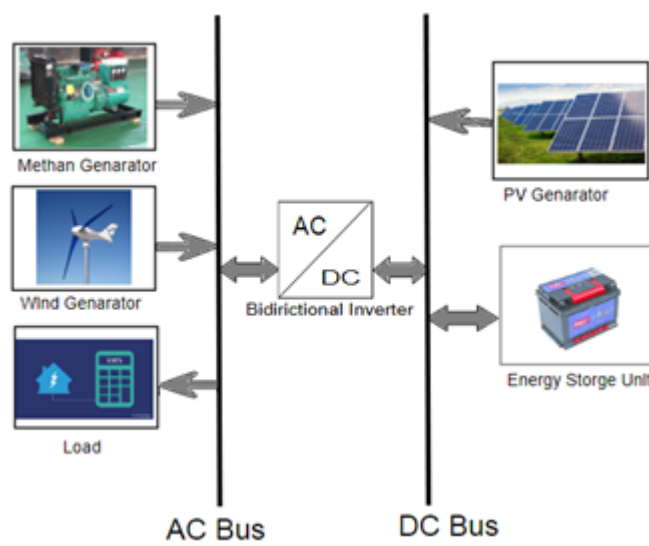 Methan Genarator
PV Genarator
AC
DC
Wind Genarator
Bidirictional Inverter
Load
Energy Storge Unit
AC Bus
DC Bus